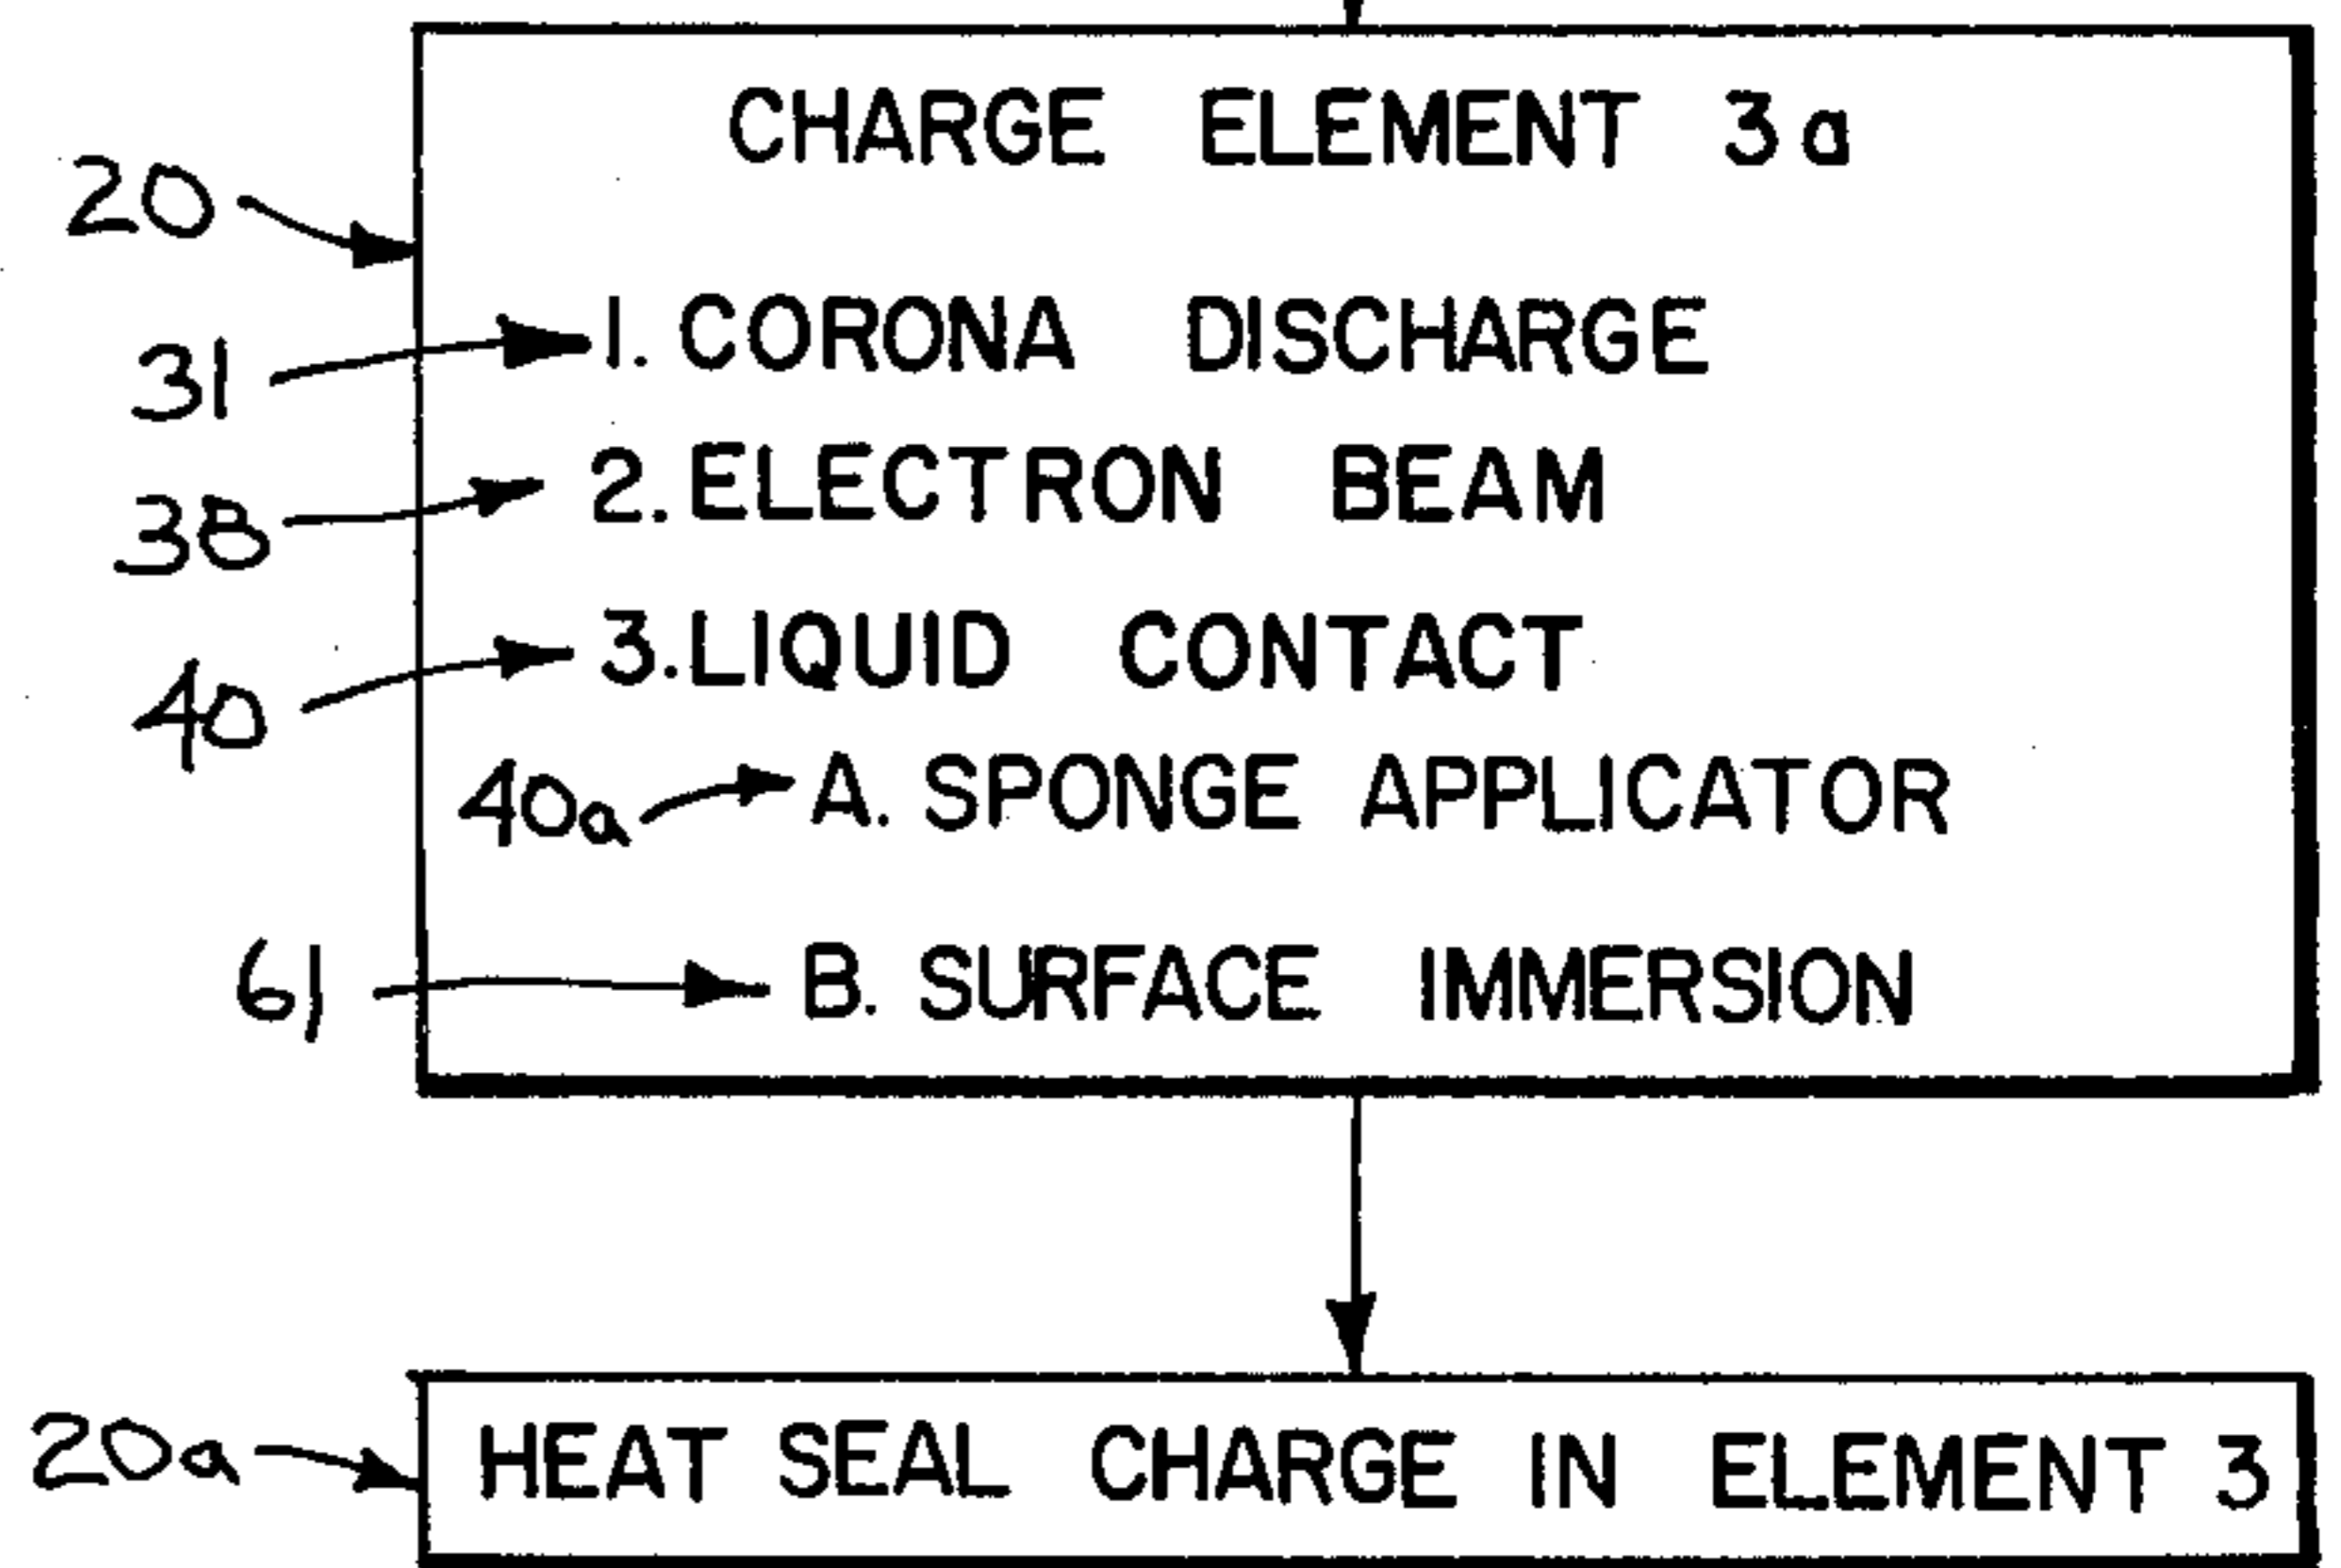 CHARGE ELEMENT 3a
20
31 1. CORONA DISCHARGE
38 2. ELECTRON BEAM
40 3. LIQUID CONTACT
40a A. SPONGE APPLICATOR
61 B. SURFACE IMMERSION
20a HEAT SEAL CHARGE IN ELEMENT 3